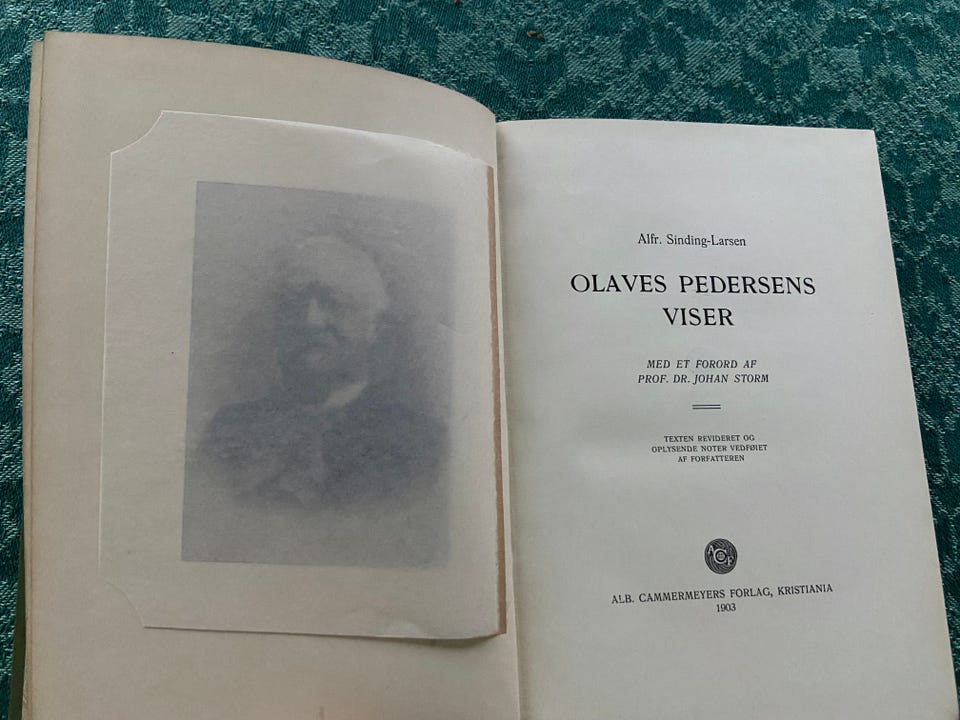 Alfr. Sinding-Larsen
OLAVES PEDERSENS
VISER
MED ET FORORD AF
PROF. DR. JOHAN STORM
TEXTEN REVIDERET OG
OPLYSENDE NOTER VEDFØIET
AF FORFATTEREN
ACF
ALB. CAMMERMEYERS FORLAG, KRISTIANIA
1903